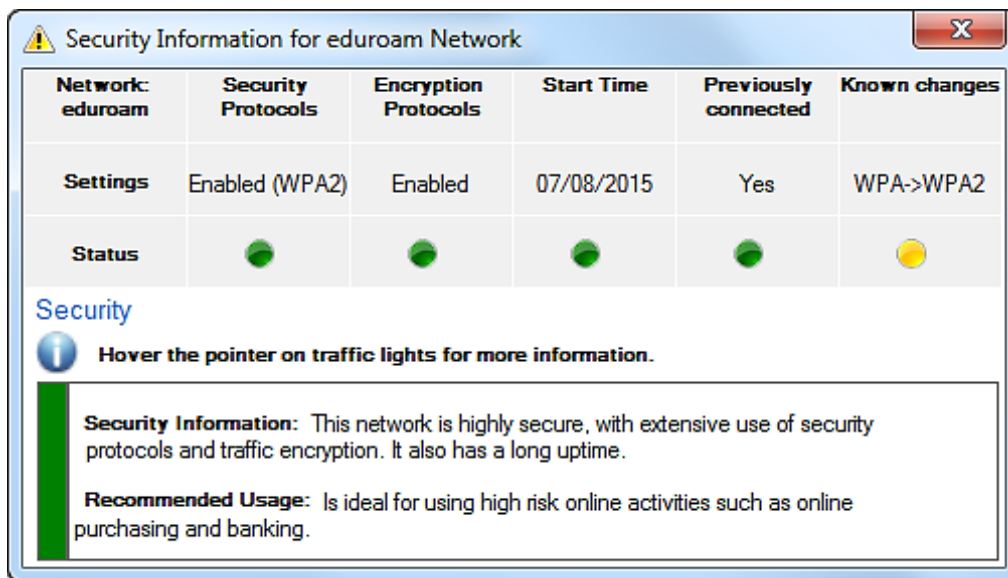 Security Information for eduroam Network
Network: eduroam Security Protocols Encryption Protocols Start Time Previously connected Known changes
Settings Enabled (WPA2) Enabled 07/08/2015 Yes WPA->WPA2
Status
Security
Hover the pointer on traffic lights for more information.
Security Information: This network is highly secure, with extensive use of security
protocols and traffic encryption. It also has a long uptime.
Recommended Usage: Is ideal for using high risk online activities such as online
purchasing and banking.